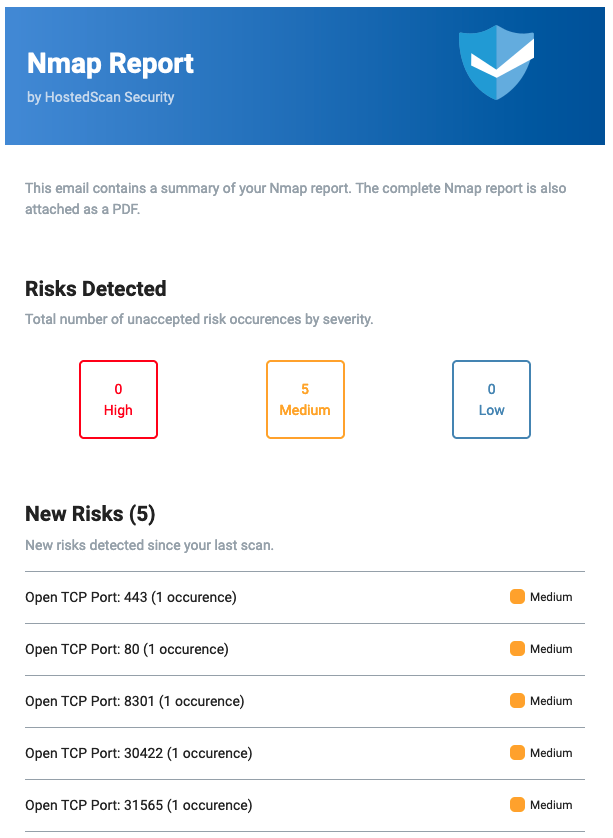 Nmap Report
by HostedScan Security
This email contains a summary of your Nmap report. The complete Nmap report is also
attached as a PDF.
Risks Detected
Total number of unaccepted risk occurences by severity.
0
High
5
Medium
0
Low
New Risks (5)
New risks detected since your last scan.
Open TCP Port: 443 (1 occurence) Medium
Open TCP Port: 80 (1 occurence) Medium
Open TCP Port: 8301 (1 occurence) Medium
Open TCP Port: 30422 (1 occurence) Medium
Open TCP Port: 31565 (1 occurence) Medium